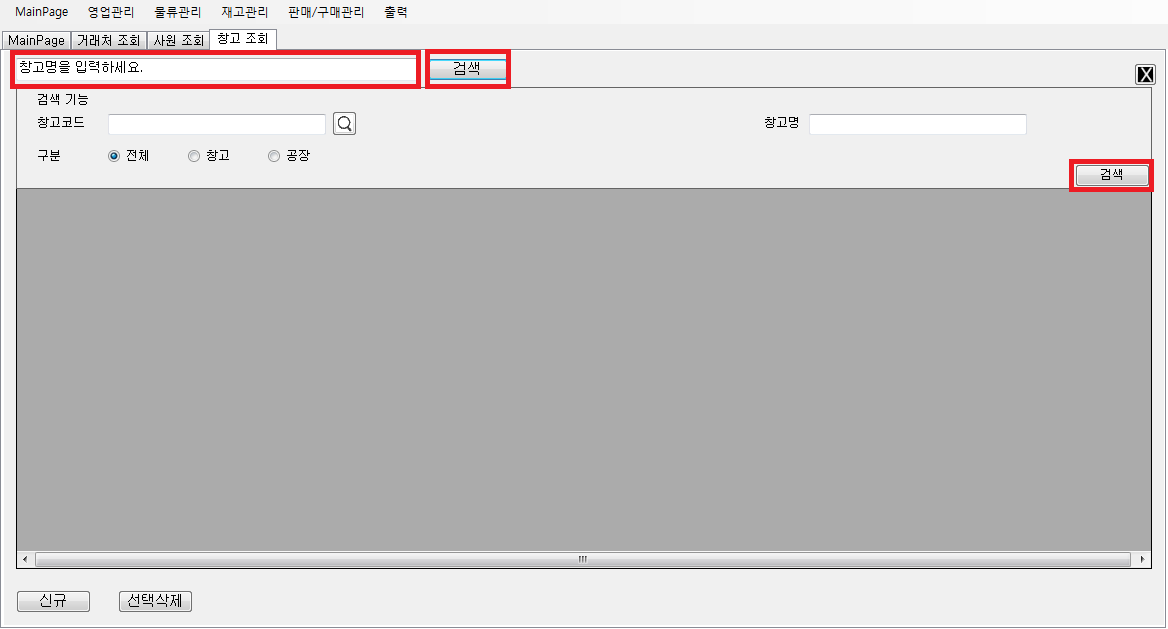 MainPage 영업관리 물류관리 재고관리 판매/구매관리 출력
MainPage 거래처 조회 사원 조회 창고 조회
창고명을 입력하세요. 검색
X
검색 기능
창고코드 창고명
구분 전체 창고 공장
검색
신규 선택삭제